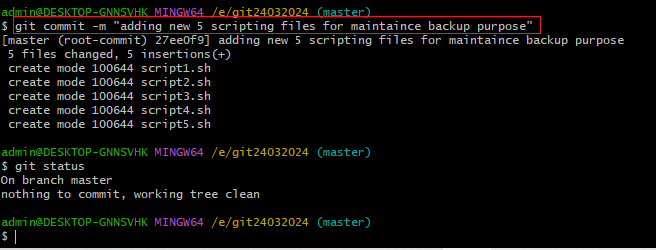 admin@DESKTOP-GNNSVHK MINGW64 /e/git24032024 (master)
$ git commit -m "adding new 5 scripting files for maintaince backup purpose"
[master (root-commit) 27ee0f9] adding new 5 scripting files for maintaince backup purpose
 5 files changed, 5 insertions(+)
 create mode 100644 script1.sh
 create mode 100644 script2.sh
 create mode 100644 script3.sh
 create mode 100644 script4.sh
 create mode 100644 script5.sh
admin@DESKTOP-GNNSVHK MINGW64 /e/git24032024 (master)
$ git status
On branch master
nothing to commit, working tree clean
admin@DESKTOP-GNNSVHK MINGW64 /e/git24032024 (master)
$